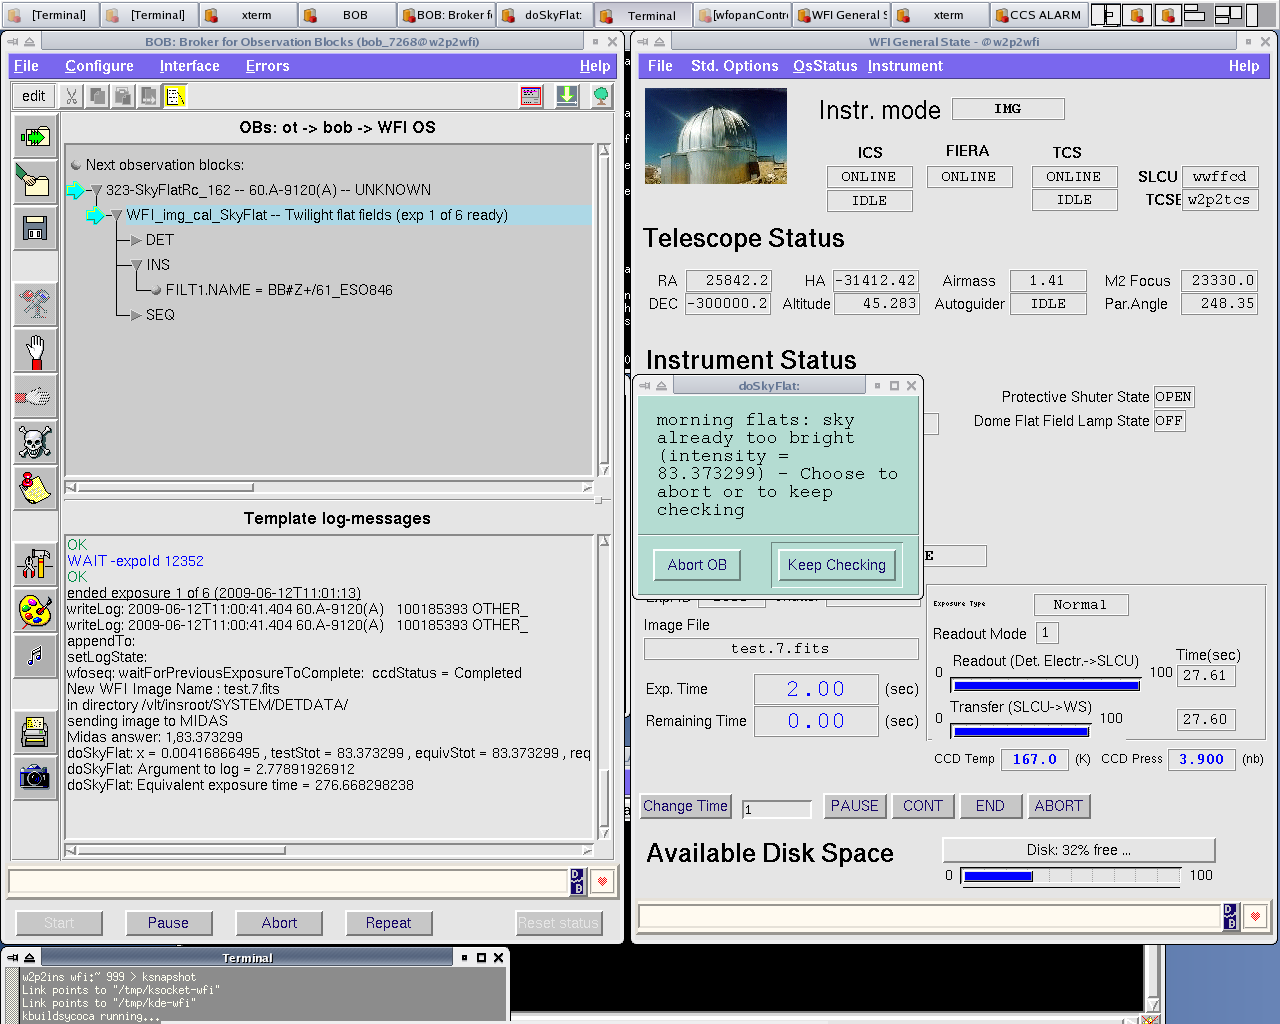 [Terminal]
[Terminal]
xterm
BOB
BOB: Broker f
doSkyFlat:
Terminal
[wfopanContr
WFI General S
xterm
CCS ALARM
BOB: Broker for Observation Blocks (bob_7268@w2p2wfi)
File Configure Interface Errors Help
edit
OBs: ot -> bob -> WFI OS
Next observation blocks:
323-SkyFlatRc_162 -- 60.A-9120(A) -- UNKNOWN
WFI_img_cal_SkyFlat -- Twilight flat fields (exp 1 of 6 ready)
DET
INS
FILT1.NAME = BB#Z+/61_ESO846
SEQ
Template log-messages
OK
WAIT -expoId 12352
OK
ended exposure 1 of 6 (2009-06-12T11:01:13)
writeLog: 2009-06-12T11:00:41.404 60.A-9120(A) 100185393 OTHER_
writeLog: 2009-06-12T11:00:41.404 60.A-9120(A) 100185393 OTHER_
appendTo:
setLogState:
wfoseq: waitForPreviousExposureToComplete: ccdStatus = Completed
New WFI Image Name : test.7.fits
in directory /vlt/insroot/SYSTEM/DETDATA/
sending image to MIDAS
Midas answer: 1,83.373299
doSkyFlat: x = 0.00416866495 , testStot = 83.373299 , equivStot = 83.373299 , req
doSkyFlat: Argument to log = 2.77891926912
doSkyFlat: Equivalent exposure time = 276.668298238
Start Pause Abort Repeat Reset status
WFI General State - @w2p2wfi
File Std. Options OsStatus Instrument Help
Instr. mode IMG
ICS FIERA TCS
ONLINE ONLINE ONLINE SLCU wwffcd
IDLE IDLE TCSE w2p2tcs
Telescope Status
RA 25842.2 HA -31412.42 Airmass 1.41 M2 Focus 23330.0
DEC -300000.2 Altitude 45.283 Autoguider IDLE Par.Angle 248.35
Instrument Status
Protective Shuter State OPEN
Dome Flat Field Lamp State OFF
doSkyFlat:
morning flats: sky
already too bright
(intensity =
83.373299) - Choose to
abort or to keep
checking
Abort OB Keep Checking
E
Image File
test.7.fits
Exp. Time 2.00 (sec)
Remaining Time 0.00 (sec)
Exposure Type Normal
Readout Mode 1
Readout (Det. Electr.->SLCU) Time(sec)
0 100 27.61
Transfer (SLCU->WS)
0 100 27.60
CCD Temp 167.0 (K) CCD Press 3.900 (nb)
Change Time 1 PAUSE CONT END ABORT
Available Disk Space Disk: 32% free ...
0 100
Terminal
w2p2ins wfi:~ 999 > ksnapshot
Link points to "/tmp/ksocket-wfi"
Link points to "/tmp/kde-wfi"
kbuildsycoca running...